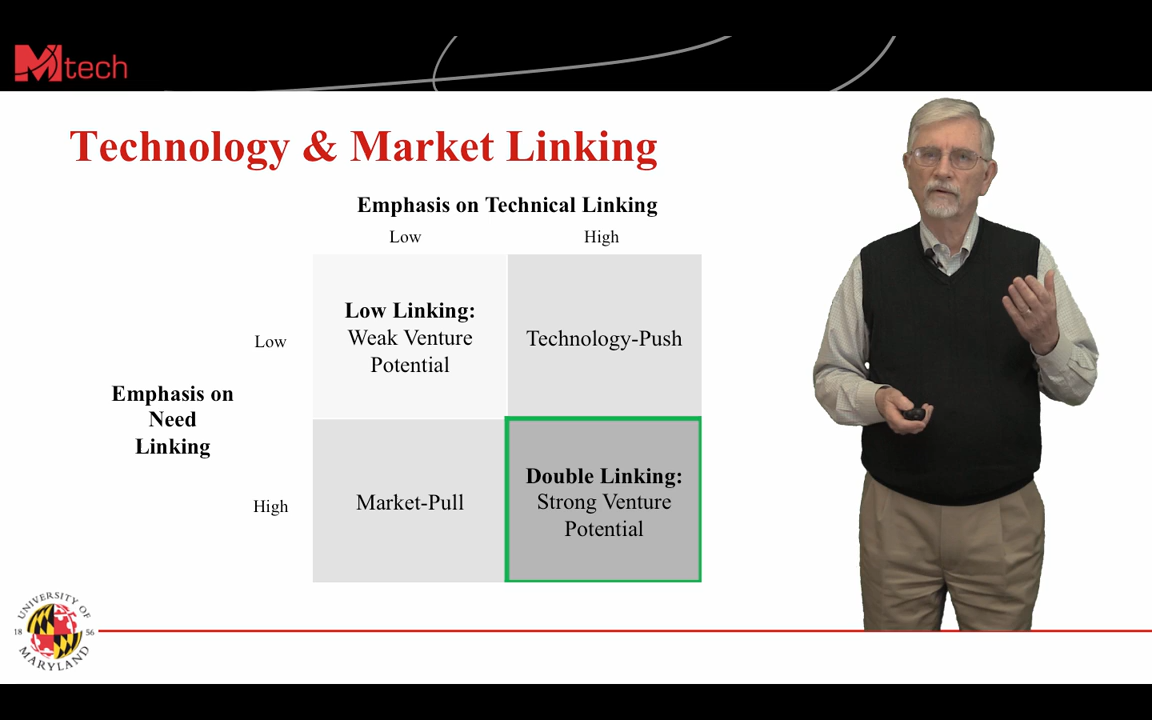 Mtech
Technology & Market Linking
Emphasis on Technical Linking
Low
High
Low Linking:
Weak Venture
Potential
Technology-Push
Low
Emphasis on
Need
Linking
High
Market-Pull
Double Linking:
Strong Venture
Potential
UNIVERSITY OF
18 56
MARYLAND